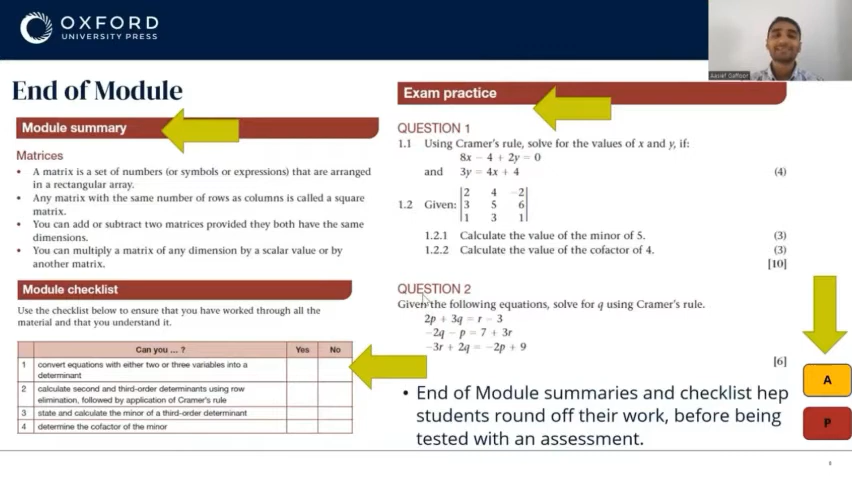 OXFORD
UNIVERSITY PRESS
Aasief Gaffoor
End of Module
Module summary
Matrices
• A matrix is a set of numbers (or symbols or expressions) that are arranged
in a rectangular array.
• Any matrix with the same number of rows as columns is called a square
matrix.
• You can add or subtract two matrices provided they both have the same
dimensions.
• You can multiply a matrix of any dimension by a scalar value or by
another matrix.
Module checklist
Use the checklist below to ensure that you have worked through all the
material and that you understand it.
Can you ... ? Yes No
1 convert equations with either two or three variables into a
determinant
2 calculate second and third-order determinants using row
elimination, followed by application of Cramer's rule
3 state and calculate the minor of a third-order determinant
4 determine the cofactor of the minor
Exam practice
QUESTION 1
1.1 Using Cramer's rule, solve for the values of x and y, if:
8x – 4 + 2y = 0
and 3y = 4x + 4 (4)
1.2 Given: |2 4 –2|
|3 5 6|
|1 3 1|
1.2.1 Calculate the value of the minor of 5. (3)
1.2.2 Calculate the value of the cofactor of 4. (3)
[10]
QUESTION 2
Given the following equations, solve for q using Cramer's rule.
2p + 3q = r – 3
–2q – p = 7 + 3r
–3r + 2q = –2p + 9
[6]
• End of Module summaries and checklist hep
students round off their work, before being
tested with an assessment.
A
P